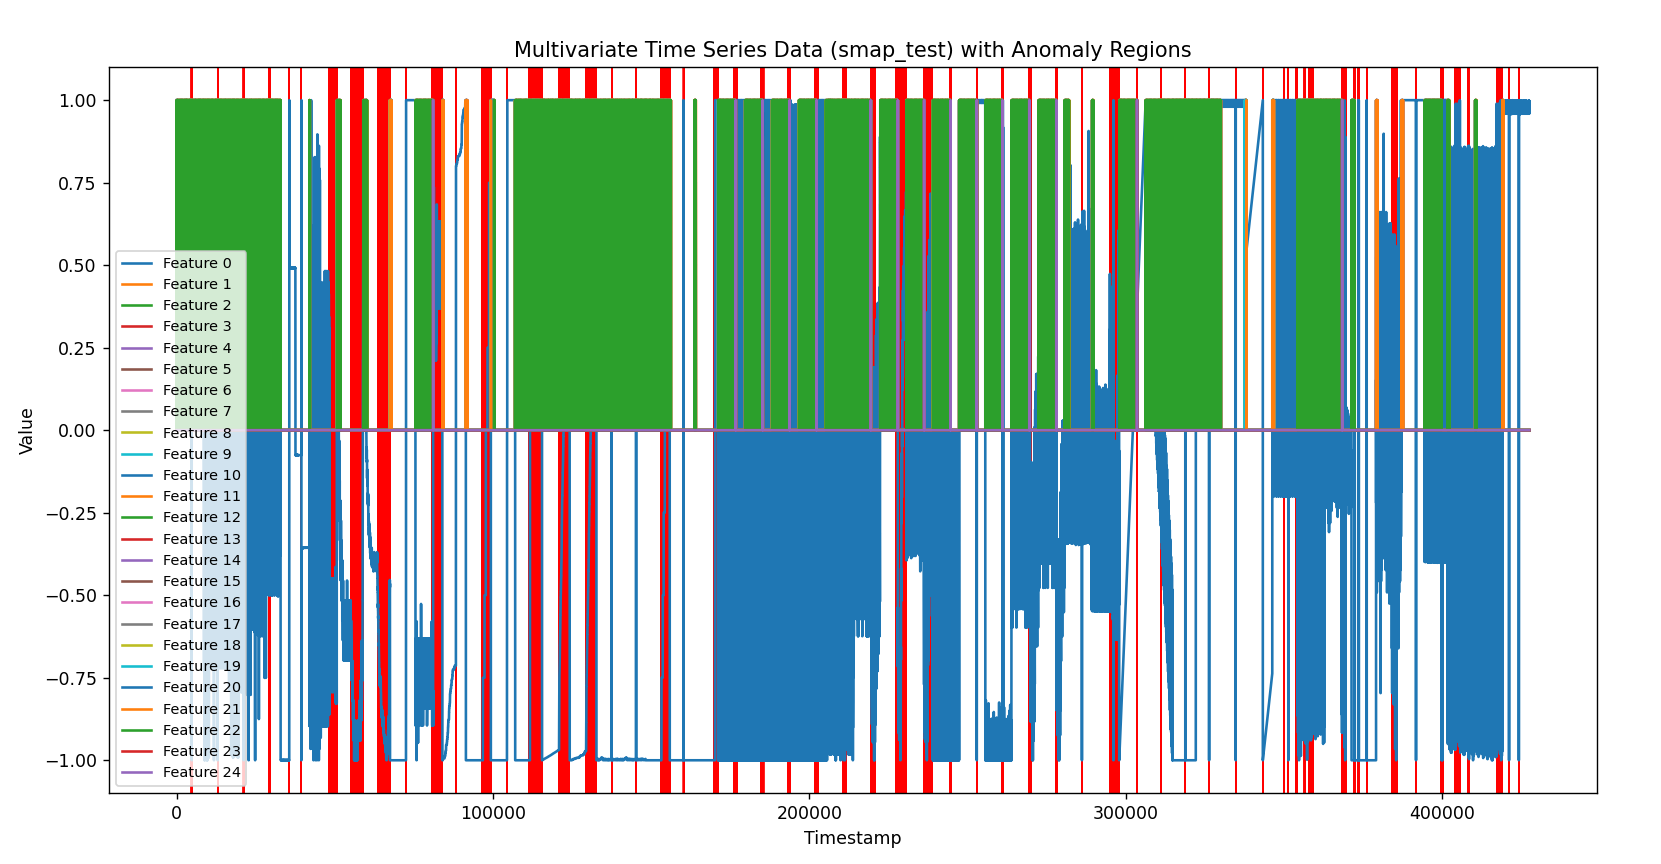 Multivariate Time Series Data (smap_test) with Anomaly Regions
Value
1.00
0.75
0.50
0.25
0.00
−0.25
−0.50
−0.75
−1.00
Feature 0
Feature 1
Feature 2
Feature 3
Feature 4
Feature 5
Feature 6
Feature 7
Feature 8
Feature 9
Feature 10
Feature 11
Feature 12
Feature 13
Feature 14
Feature 15
Feature 16
Feature 17
Feature 18
Feature 19
Feature 20
Feature 21
Feature 22
Feature 23
Feature 24
0 100000 200000 300000 400000
Timestamp